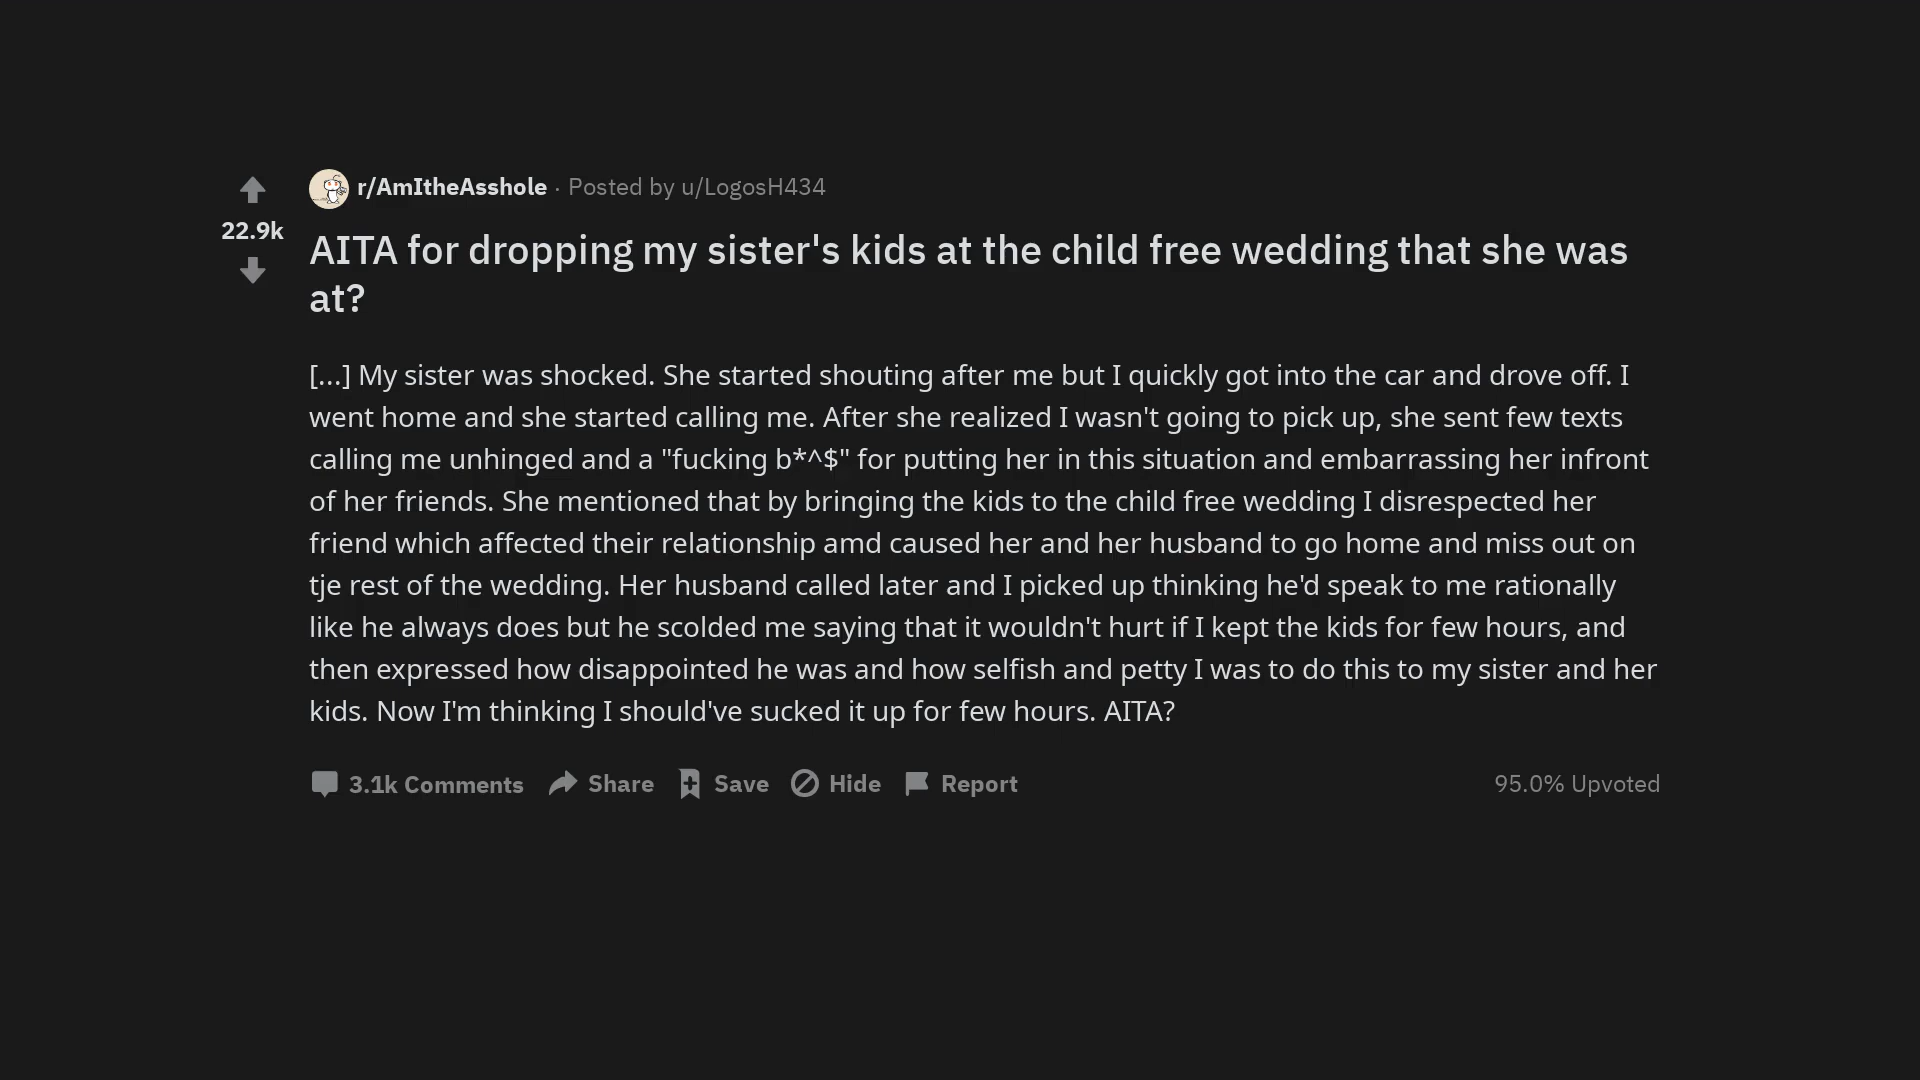 r/AmItheAsshole · Posted by u/LogosH434
22.9k
AITA for dropping my sister's kids at the child free wedding that she was
at?
[...] My sister was shocked. She started shouting after me but I quickly got into the car and drove off. I
went home and she started calling me. After she realized I wasn't going to pick up, she sent few texts
calling me unhinged and a "fucking b*^$" for putting her in this situation and embarrassing her infront
of her friends. She mentioned that by bringing the kids to the child free wedding I disrespected her
friend which affected their relationship amd caused her and her husband to go home and miss out on
tje rest of the wedding. Her husband called later and I picked up thinking he'd speak to me rationally
like he always does but he scolded me saying that it wouldn't hurt if I kept the kids for few hours, and
then expressed how disappointed he was and how selfish and petty I was to do this to my sister and her
kids. Now I'm thinking I should've sucked it up for few hours. AITA?
3.1k Comments Share Save Hide Report 95.0% Upvoted